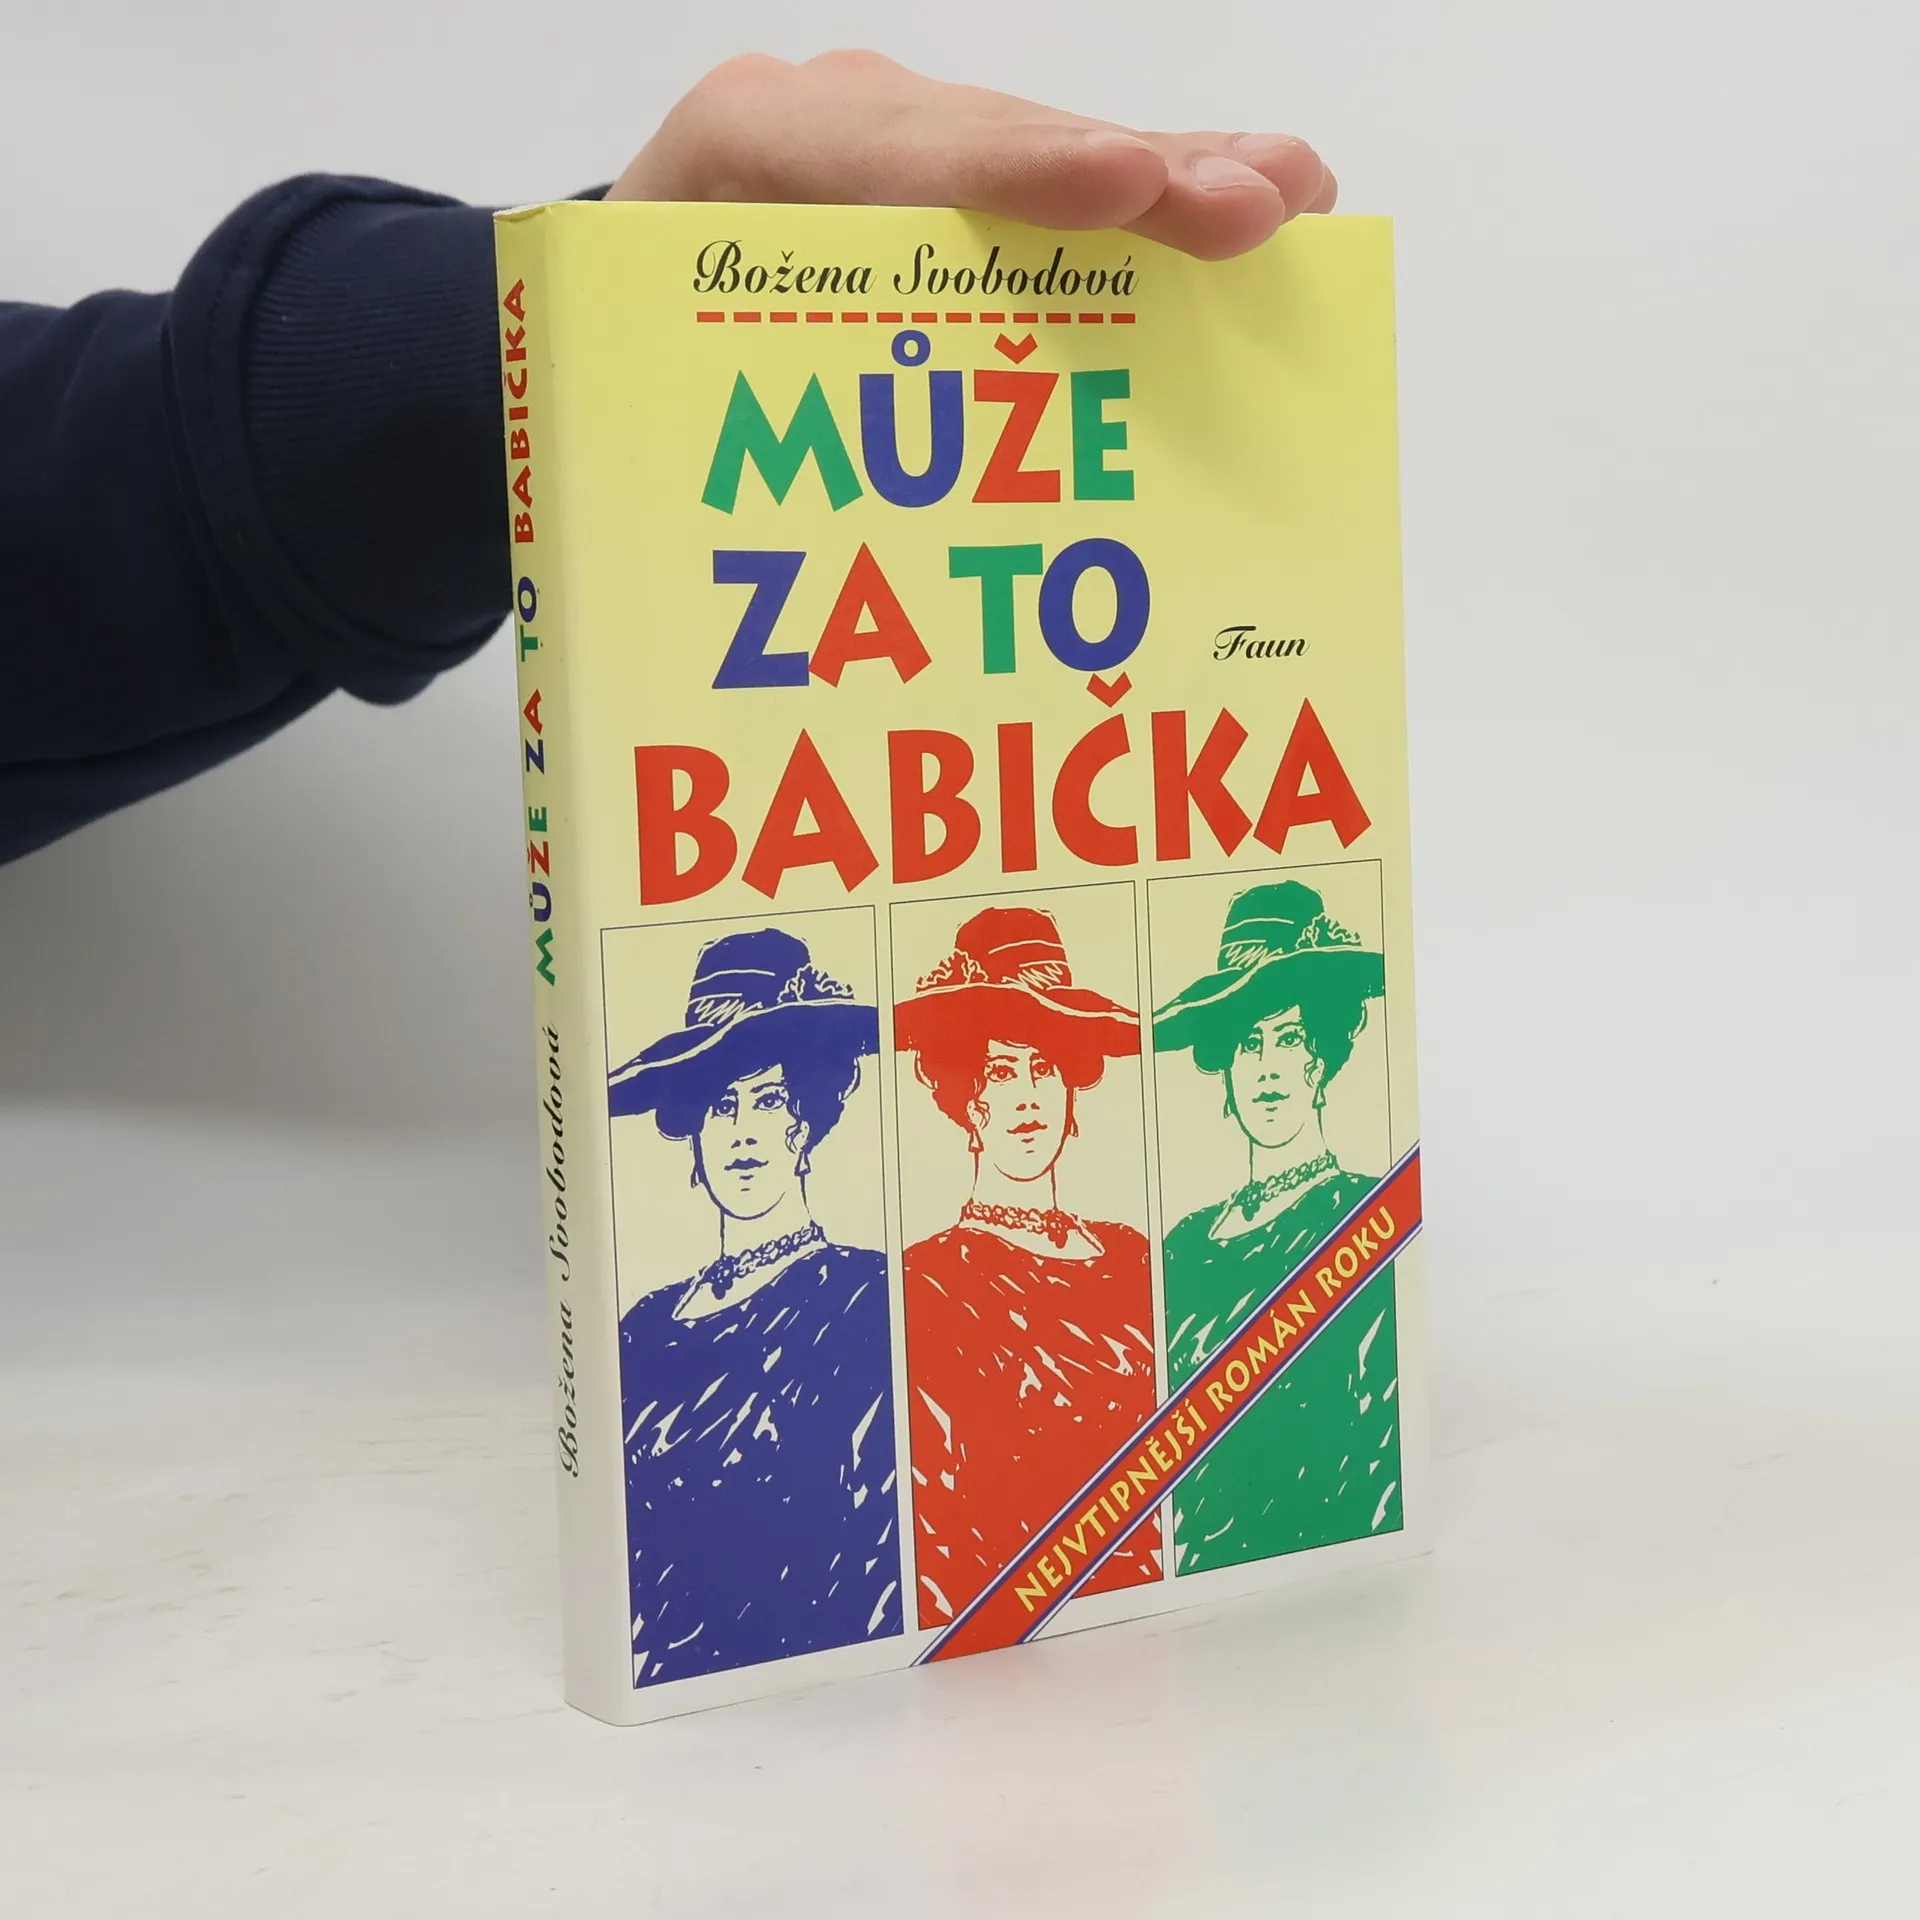 Božena Svobodová
MŮŽE
ZA TO
Faun
BABIČKA
NEJVTIPNĚJŠÍ ROMÁN ROKU
Božena Svobodová MŮŽE ZA TO BABIČKA